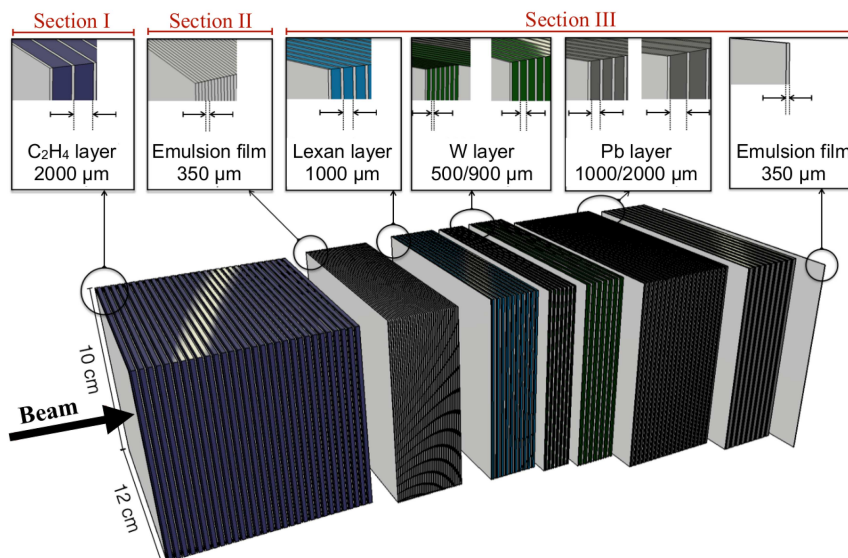 Section I
Section II
Section III
C₂H₄ layer
2000 μm
Emulsion film
350 μm
Lexan layer
1000 μm
W layer
500/900 μm
Pb layer
1000/2000 μm
Emulsion film
350 μm
10 cm
Beam
12 cm